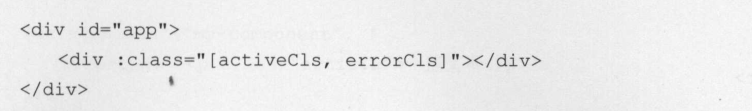 <div id="app">
    <div :class="[activeCls, errorCls]"></div>
</div>